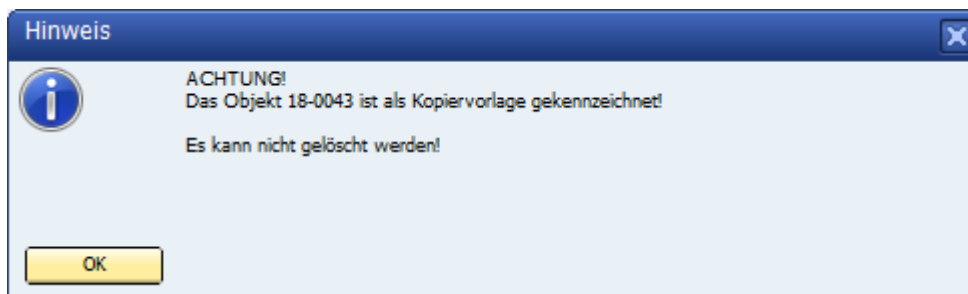 Hinweis
ACHTUNG!
Das Objekt 18-0043 ist als Kopiervorlage gekennzeichnet!
Es kann nicht gelöscht werden!
OK